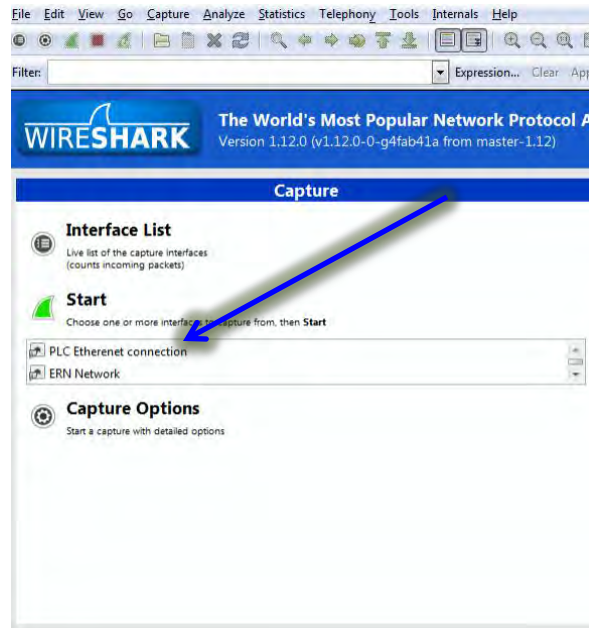 File Edit View Go Capture Analyze Statistics Telephony Tools Internals Help
Filter: Expression... Clear
WIRESHARK
The World's Most Popular Network Protocol A
Version 1.12.0 (v1.12.0-0-g4fab41a from master-1.12)
Capture
Interface List
Live list of the capture interfaces
(counts incoming packets)
Start
Choose one or more interfaces to capture from, then Start
PLC Etherenet connection
ERN Network
Capture Options
Start a capture with detailed options